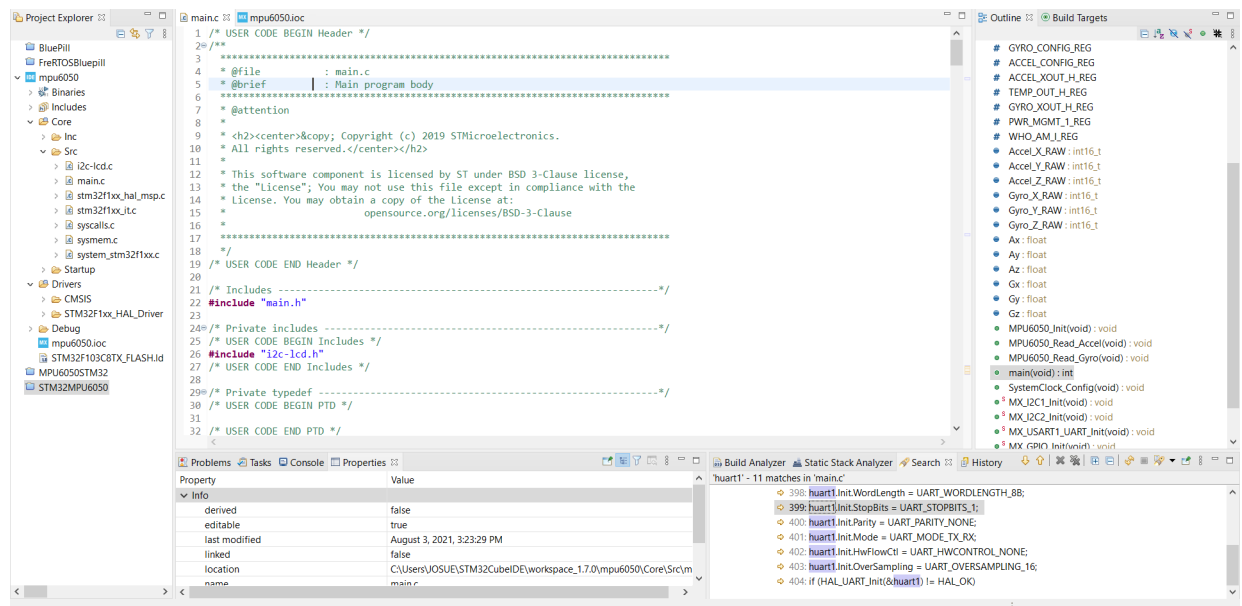 Project Explorer
BluePill
FreRTOSBluepill
mpu6050
Binaries
Includes
Core
Inc
Src
i2c-lcd.c
main.c
stm32f1xx_hal_msp.c
stm32f1xx_it.c
syscalls.c
sysmem.c
system_stm32f1xx.c
Startup
Drivers
CMSIS
STM32F1xx_HAL_Driver
Debug
mpu6050.ioc
STM32F103C8TX_FLASH.ld
MPU6050STM32
STM32MPU6050
main.c mpu6050.ioc
1 /* USER CODE BEGIN Header */
2 /**
3 ******************************************************************************
4 * @file : main.c
5 * @brief : Main program body
6 ******************************************************************************
7 * @attention
8 *
9 * <h2><center>&copy; Copyright (c) 2019 STMicroelectronics.
10 * All rights reserved.</center></h2>
11 *
12 * This software component is licensed by ST under BSD 3-Clause license,
13 * the "License"; You may not use this file except in compliance with the
14 * License. You may obtain a copy of the License at:
15 * opensource.org/licenses/BSD-3-Clause
16 *
17 ******************************************************************************
18 */
19 /* USER CODE END Header */
20
21 /* Includes ------------------------------------------------------------------*/
22 #include "main.h"
23
24 /* Private includes ----------------------------------------------------------*/
25 /* USER CODE BEGIN Includes */
26 #include "i2c-lcd.h"
27 /* USER CODE END Includes */
28
29 /* Private typedef -----------------------------------------------------------*/
30 /* USER CODE BEGIN PTD */
31
32 /* USER CODE END PTD */
Outline Build Targets
# GYRO_CONFIG_REG
# ACCEL_CONFIG_REG
# ACCEL_XOUT_H_REG
# TEMP_OUT_H_REG
# GYRO_XOUT_H_REG
# PWR_MGMT_1_REG
# WHO_AM_I_REG
Accel_X_RAW : int16_t
Accel_Y_RAW : int16_t
Accel_Z_RAW : int16_t
Gyro_X_RAW : int16_t
Gyro_Y_RAW : int16_t
Gyro_Z_RAW : int16_t
Ax : float
Ay : float
Az : float
Gx : float
Gy : float
Gz : float
MPU6050_Init(void) : void
MPU6050_Read_Accel(void) : void
MPU6050_Read_Gyro(void) : void
main(void) : int
SystemClock_Config(void) : void
MX_I2C1_Init(void) : void
MX_I2C2_Init(void) : void
MX_USART1_UART_Init(void) : void
MX_GPIO_Init(void) : void
Problems Tasks Console Properties
Property Value
Info
derived false
editable true
last modified August 3, 2021, 3:23:29 PM
linked false
location C:\Users\JOSUE\STM32CubeIDE\workspace_1.7.0\mpu6050\Core\Src\m
name main.c
Build Analyzer Static Stack Analyzer Search History
'huart1' - 11 matches in 'main.c'
398: huart1.Init.WordLength = UART_WORDLENGTH_8B;
399: huart1.Init.StopBits = UART_STOPBITS_1;
400: huart1.Init.Parity = UART_PARITY_NONE;
401: huart1.Init.Mode = UART_MODE_TX_RX;
402: huart1.Init.HwFlowCtl = UART_HWCONTROL_NONE;
403: huart1.Init.OverSampling = UART_OVERSAMPLING_16;
404: if (HAL_UART_Init(&huart1) != HAL_OK)